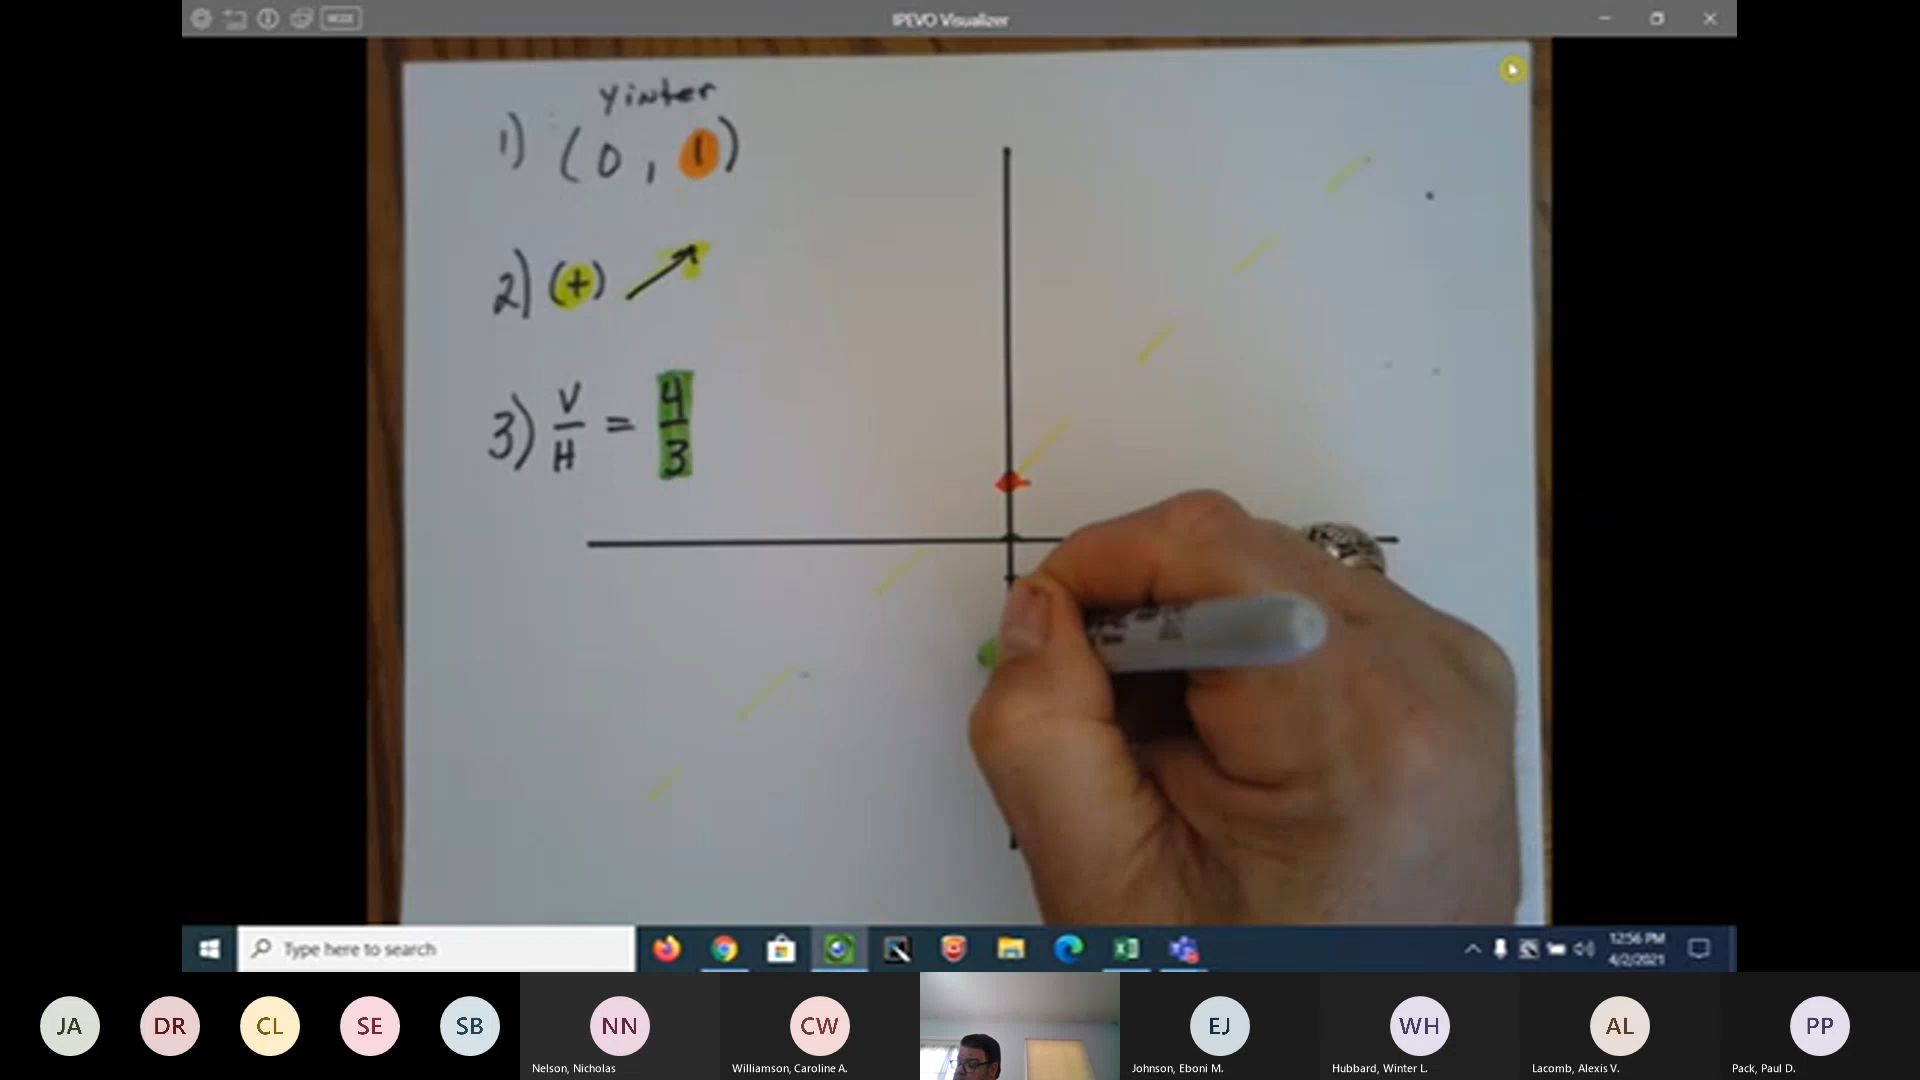 MODE
IPEVO Visualizer
Yinter
1) (0, 1)
2) (+)
3) V/H = 4/3
Type here to search
12:56 PM
4/2/2021
JA
DR
CL
SE
SB
NN
CW
EJ
WH
AL
PP
Nelson, Nicholas
Williamson, Caroline A.
Johnson, Eboni M.
Hubbard, Winter L.
Lacomb, Alexis V.
Pack, Paul D.